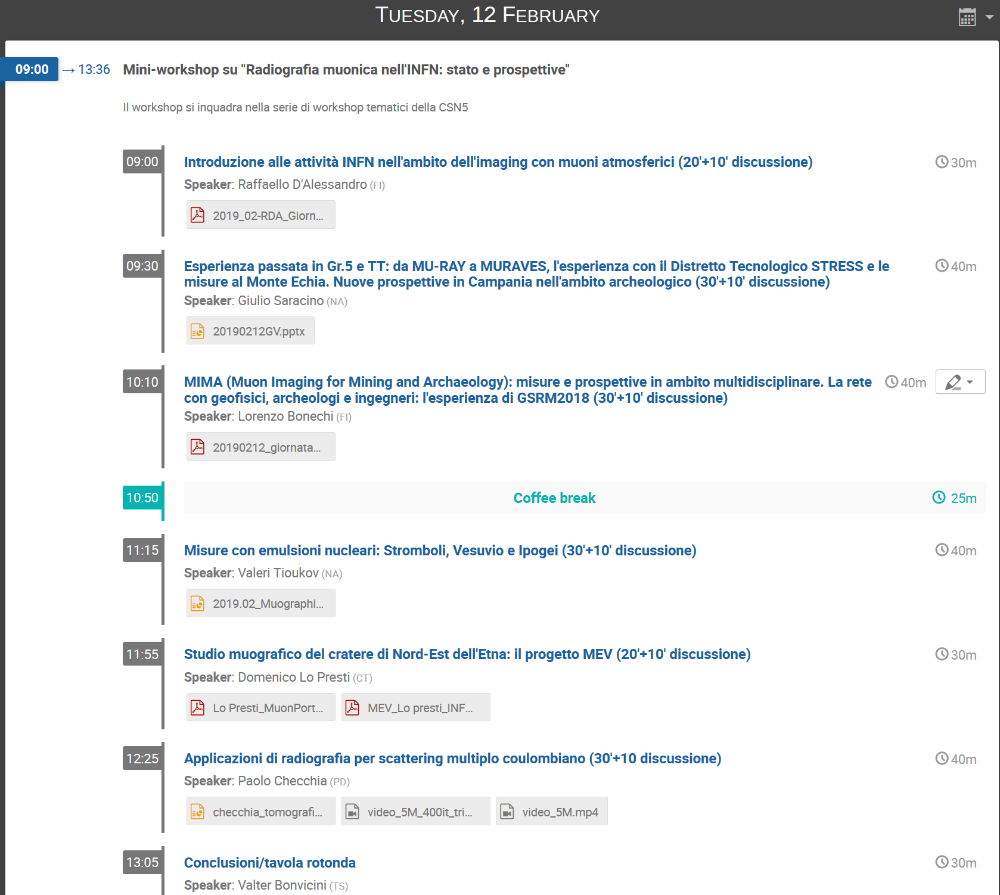 TUESDAY, 12 FEBRUARY
09:00 → 13:36 Mini-workshop su "Radiografia muonica nell'INFN: stato e prospettive"
Il workshop si inquadra nella serie di workshop tematici della CSN5
09:00 Introduzione alle attività INFN nell'ambito dell'imaging con muoni atmosferici (20'+10' discussione) 30m
Speaker: Raffaello D'Alessandro (FI)
2019_02-RDA_Giorn...
09:30 Esperienza passata in Gr.5 e TT: da MU-RAY a MURAVES, l'esperienza con il Distretto Tecnologico STRESS e le 40m
misure al Monte Echia. Nuove prospettive in Campania nell'ambito archeologico (30'+10' discussione)
Speaker: Giulio Saracino (NA)
20190212GV.pptx
10:10 MIMA (Muon Imaging for Mining and Archaeology): misure e prospettive in ambito multidisciplinare. La rete 40m
con geofisici, archeologi e ingegneri: l'esperienza di GSRM2018 (30'+10' discussione)
Speaker: Lorenzo Bonechi (FI)
20190212_giornata...
10:50 Coffee break 25m
11:15 Misure con emulsioni nucleari: Stromboli, Vesuvio e Ipogei (30'+10' discussione) 40m
Speaker: Valeri Tioukov (NA)
2019.02_Muographi...
11:55 Studio muografico del cratere di Nord-Est dell'Etna: il progetto MEV (20'+10' discussione) 30m
Speaker: Domenico Lo Presti (CT)
Lo Presti_MuonPort... MEV_Lo presti_INF...
12:25 Applicazioni di radiografia per scattering multiplo coulombiano (30'+10 discussione) 40m
Speaker: Paolo Checchia (PD)
checchia_tomografi... video_5M_400it_tri... video_5M.mp4
13:05 Conclusioni/tavola rotonda 30m
Speaker: Valter Bonvicini (TS)